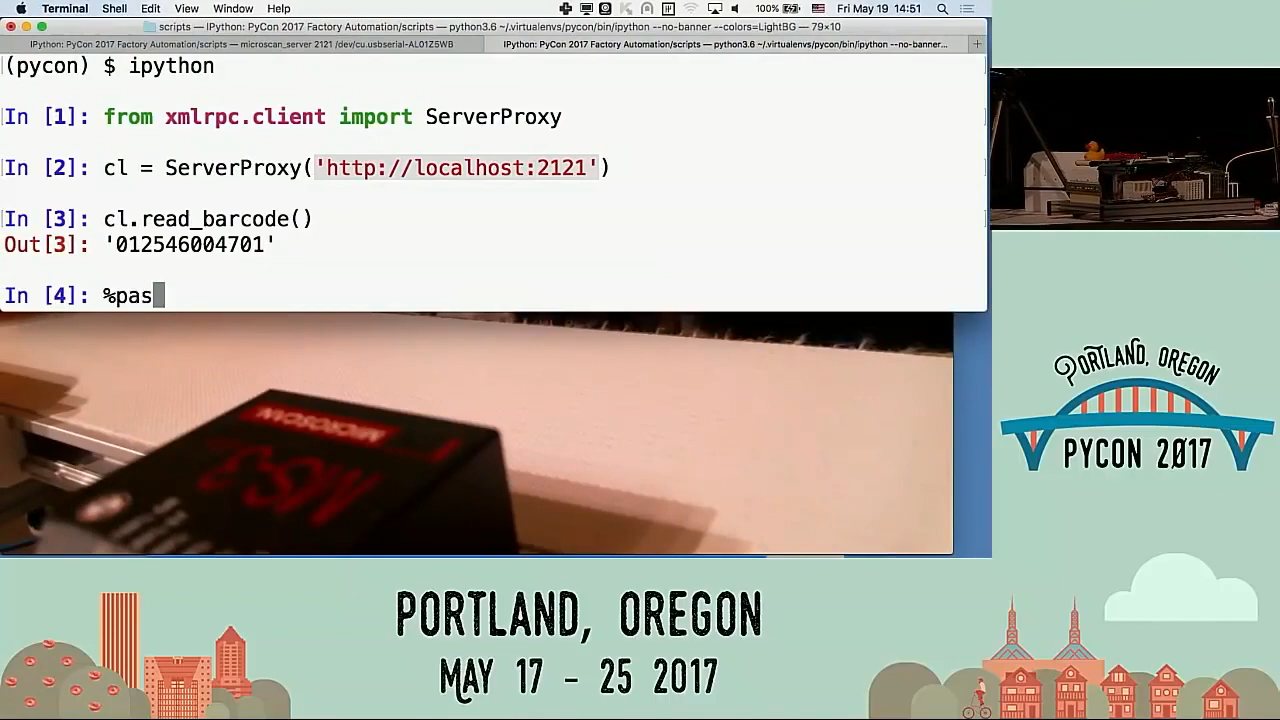 Terminal Shell Edit View Window Help 100% Fri May 19 14:51
scripts — IPython: PyCon 2017 Factory Automation/scripts — python3.6 ~/.virtualenvs/pycon/bin/ipython --no-banner --colors=LightBG — 79×10
IPython: PyCon 2017 Factory Automation/scripts — microscan_server 2121 /dev/cu.usbserial-AL01Z5WB
IPython: PyCon 2017 Factory Automation/scripts — python3.6 ~/.virtualenvs/pycon/bin/ipython --no-banner...
(pycon) $ ipython
In [1]: from xmlrpc.client import ServerProxy
In [2]: cl = ServerProxy('http://localhost:2121')
In [3]: cl.read_barcode()
Out[3]: '012546004701'
In [4]: %pas
MICROSCAN
MS-3
PORTLAND, OREGON
PYCON 2017
PORTLAND, OREGON
MAY 17 - 25 2017